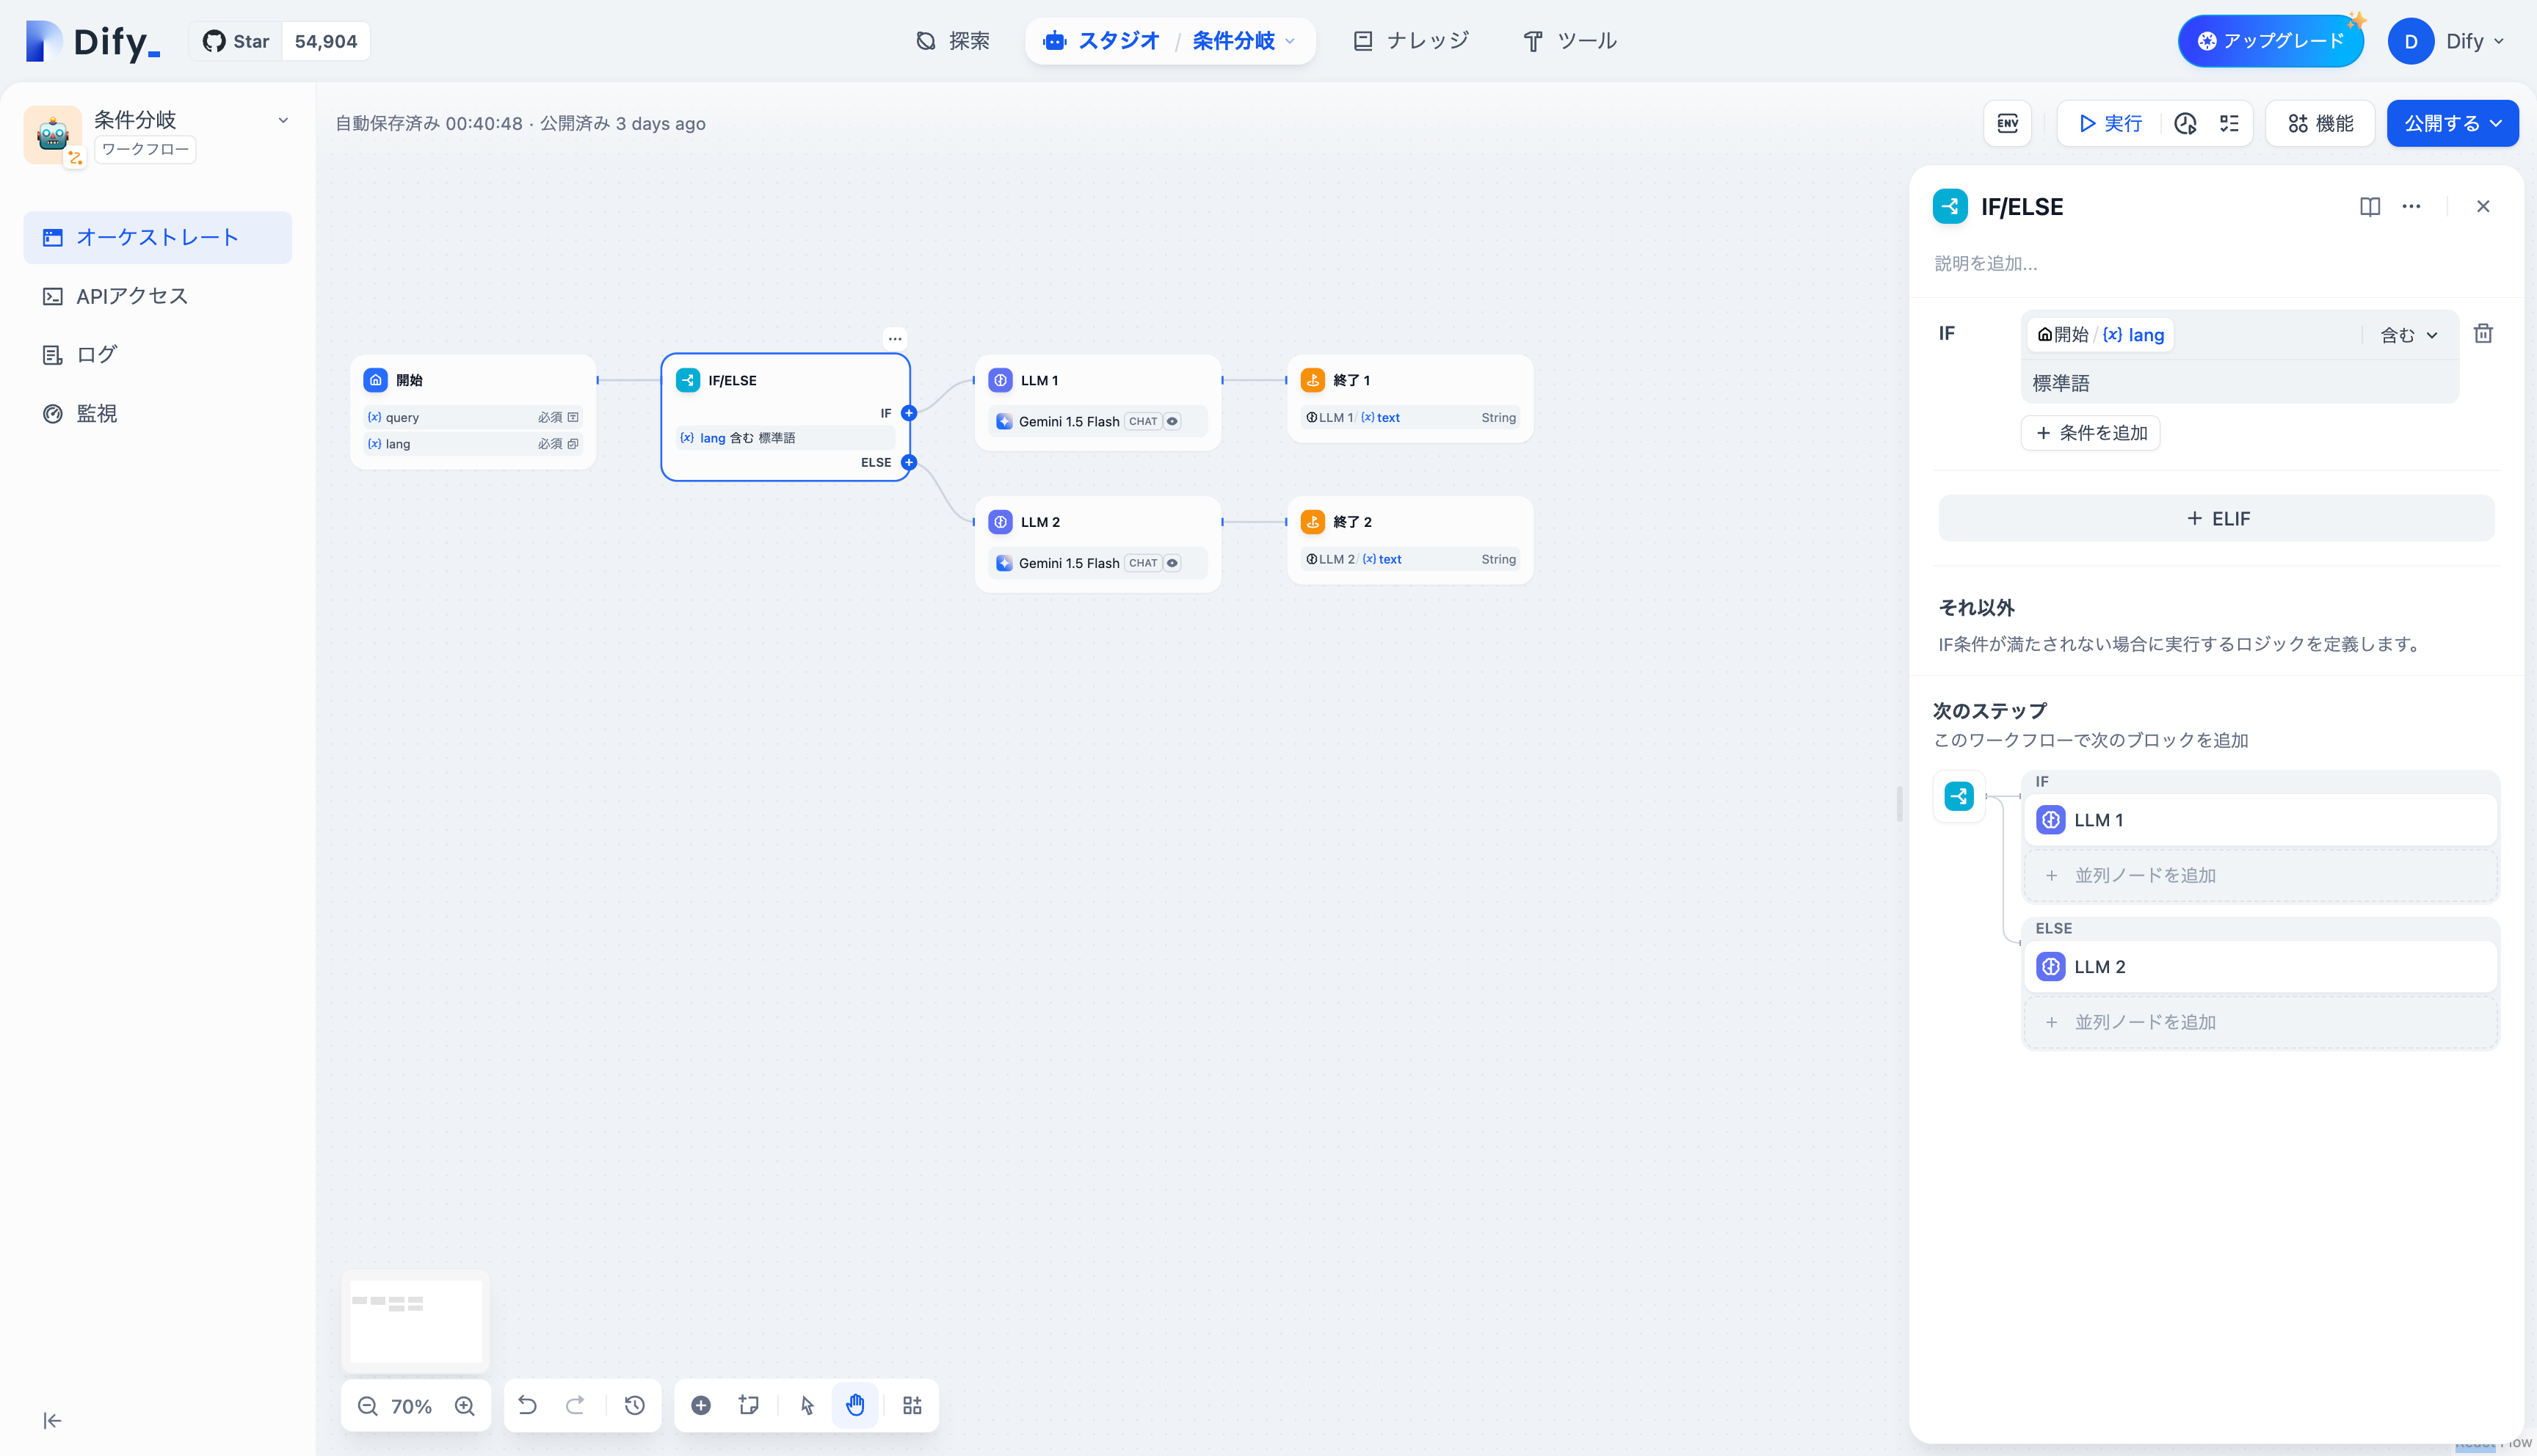 Dify_
Star 54,904
探索
スタジオ / 条件分岐
ナレッジ
ツール
アップグレード
D Dify
条件分岐
ワークフロー
オーケストレート
APIアクセス
ログ
監視
自動保存済み 00:40:48 · 公開済み 3 days ago
ENV
実行
機能
公開する
開始
{x} query 必須
{x} lang 必須
IF/ELSE
IF
{x} lang 含む 標準語
ELSE
LLM 1
Gemini 1.5 Flash CHAT
終了 1
LLM 1/{x} text String
LLM 2
Gemini 1.5 Flash CHAT
終了 2
LLM 2/{x} text String
70%
IF/ELSE
説明を追加...
IF
開始/{x} lang 含む
標準語
+ 条件を追加
+ ELIF
それ以外
IF条件が満たされない場合に実行するロジックを定義します。
次のステップ
このワークフローで次のブロックを追加
IF
LLM 1
+ 並列ノードを追加
ELSE
LLM 2
+ 並列ノードを追加